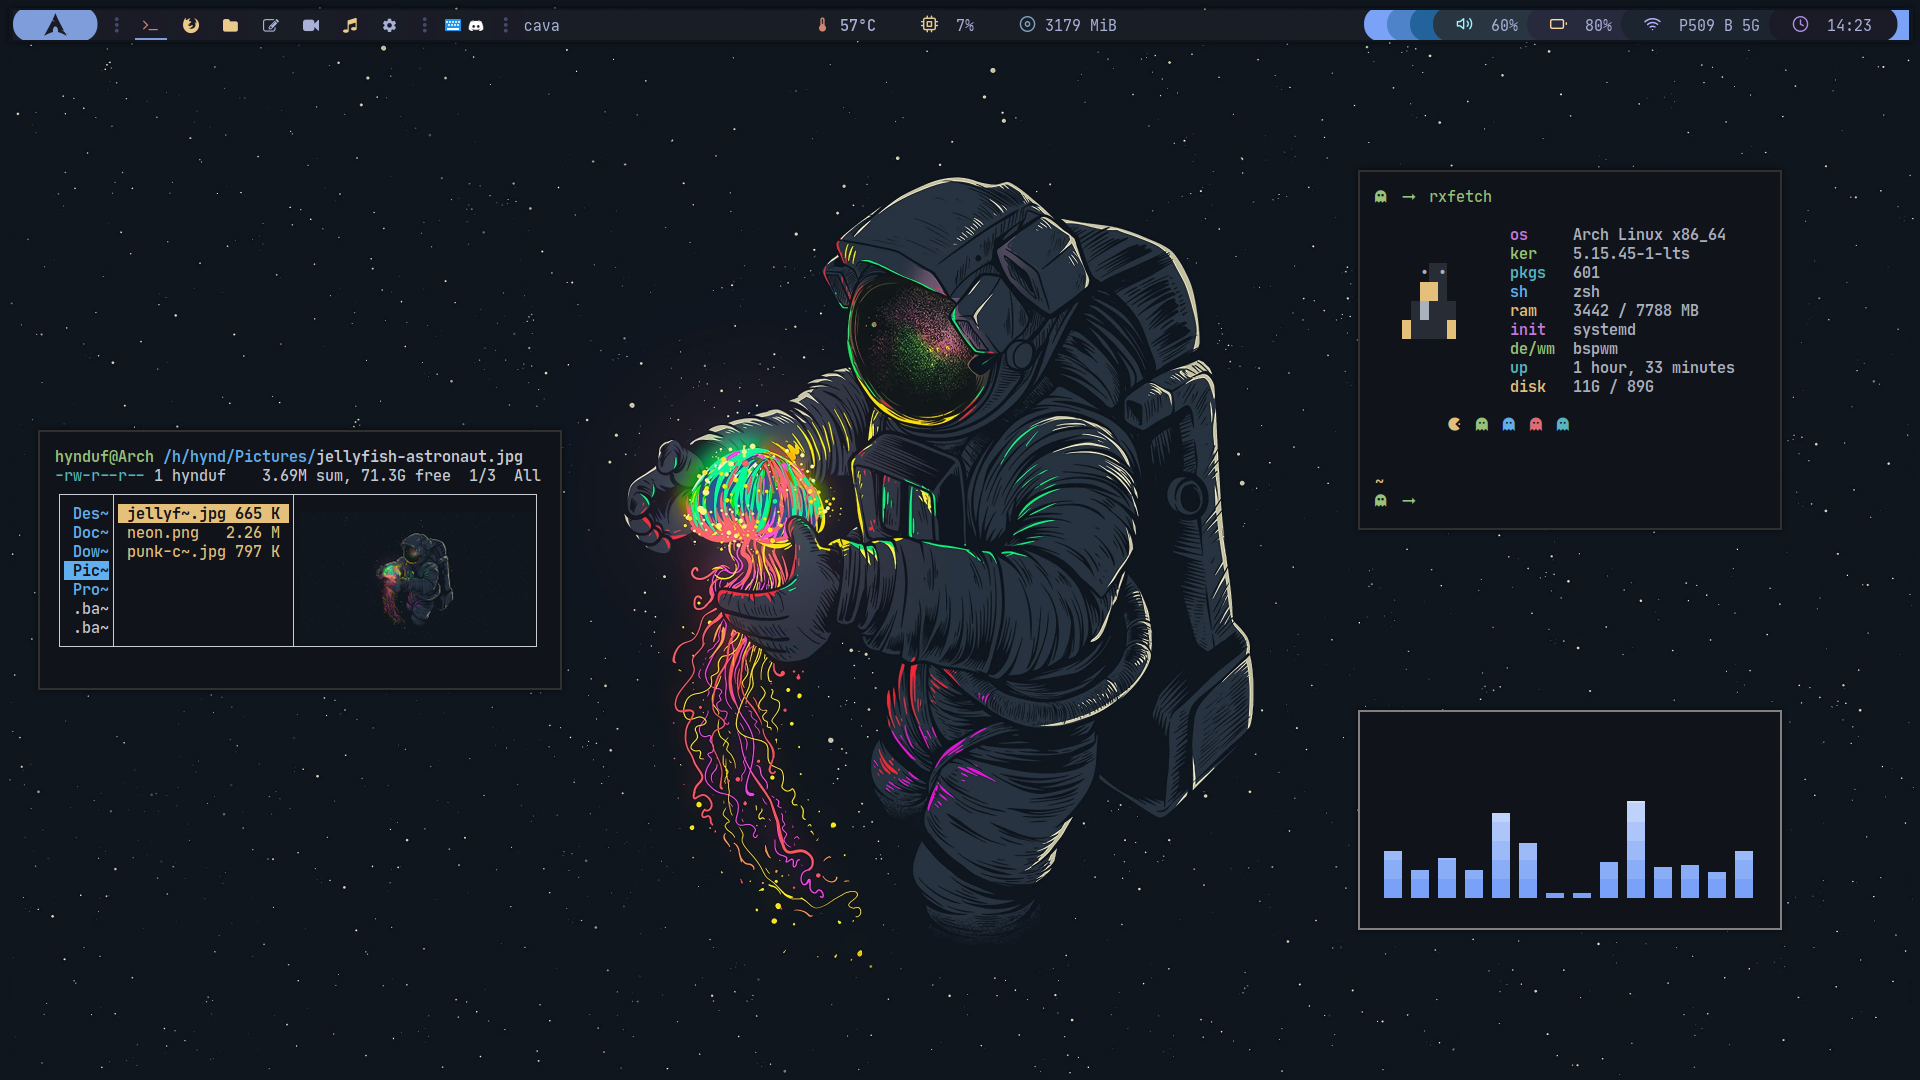 cava
57°C
7%
3179 MiB
60%
80%
P509 B 5G
14:23
→ rxfetch
os Arch Linux x86_64
ker 5.15.45-1-lts
pkgs 601
sh zsh
ram 3442 / 7788 MB
init systemd
de/wm bspwm
up 1 hour, 33 minutes
disk 11G / 89G
~
→
hynduf@Arch /h/hynd/Pictures/jellyfish-astronaut.jpg
-rw-r--r-- 1 hynduf 3.69M sum, 71.3G free 1/3 All
Des~ jellyf~.jpg 665 K
Doc~ neon.png 2.26 M
Dow~ punk-c~.jpg 797 K
Pic~
Pro~
.ba~
.ba~